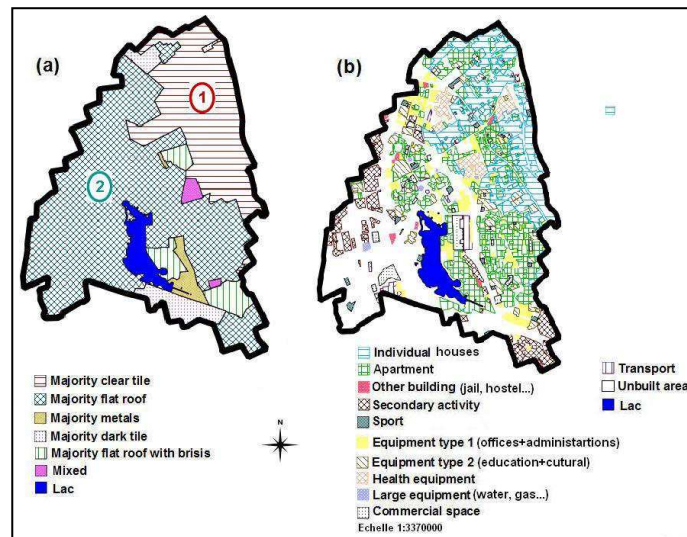 (a)
1
2
Majority clear tile
Majority flat roof
Majority metals
Majority dark tile
Majority flat roof with brisis
Mixed
Lac
N
(b)
Individual houses
Apartment
Other building (jail, hostel...)
Secondary activity
Sport
Equipment type 1 (offices+administartions)
Equipment type 2 (education+cutural)
Health equipment
Large equipment (water, gas...)
Commercial space
Echelle 1:3370000
Transport
Unbuilt area
Lac